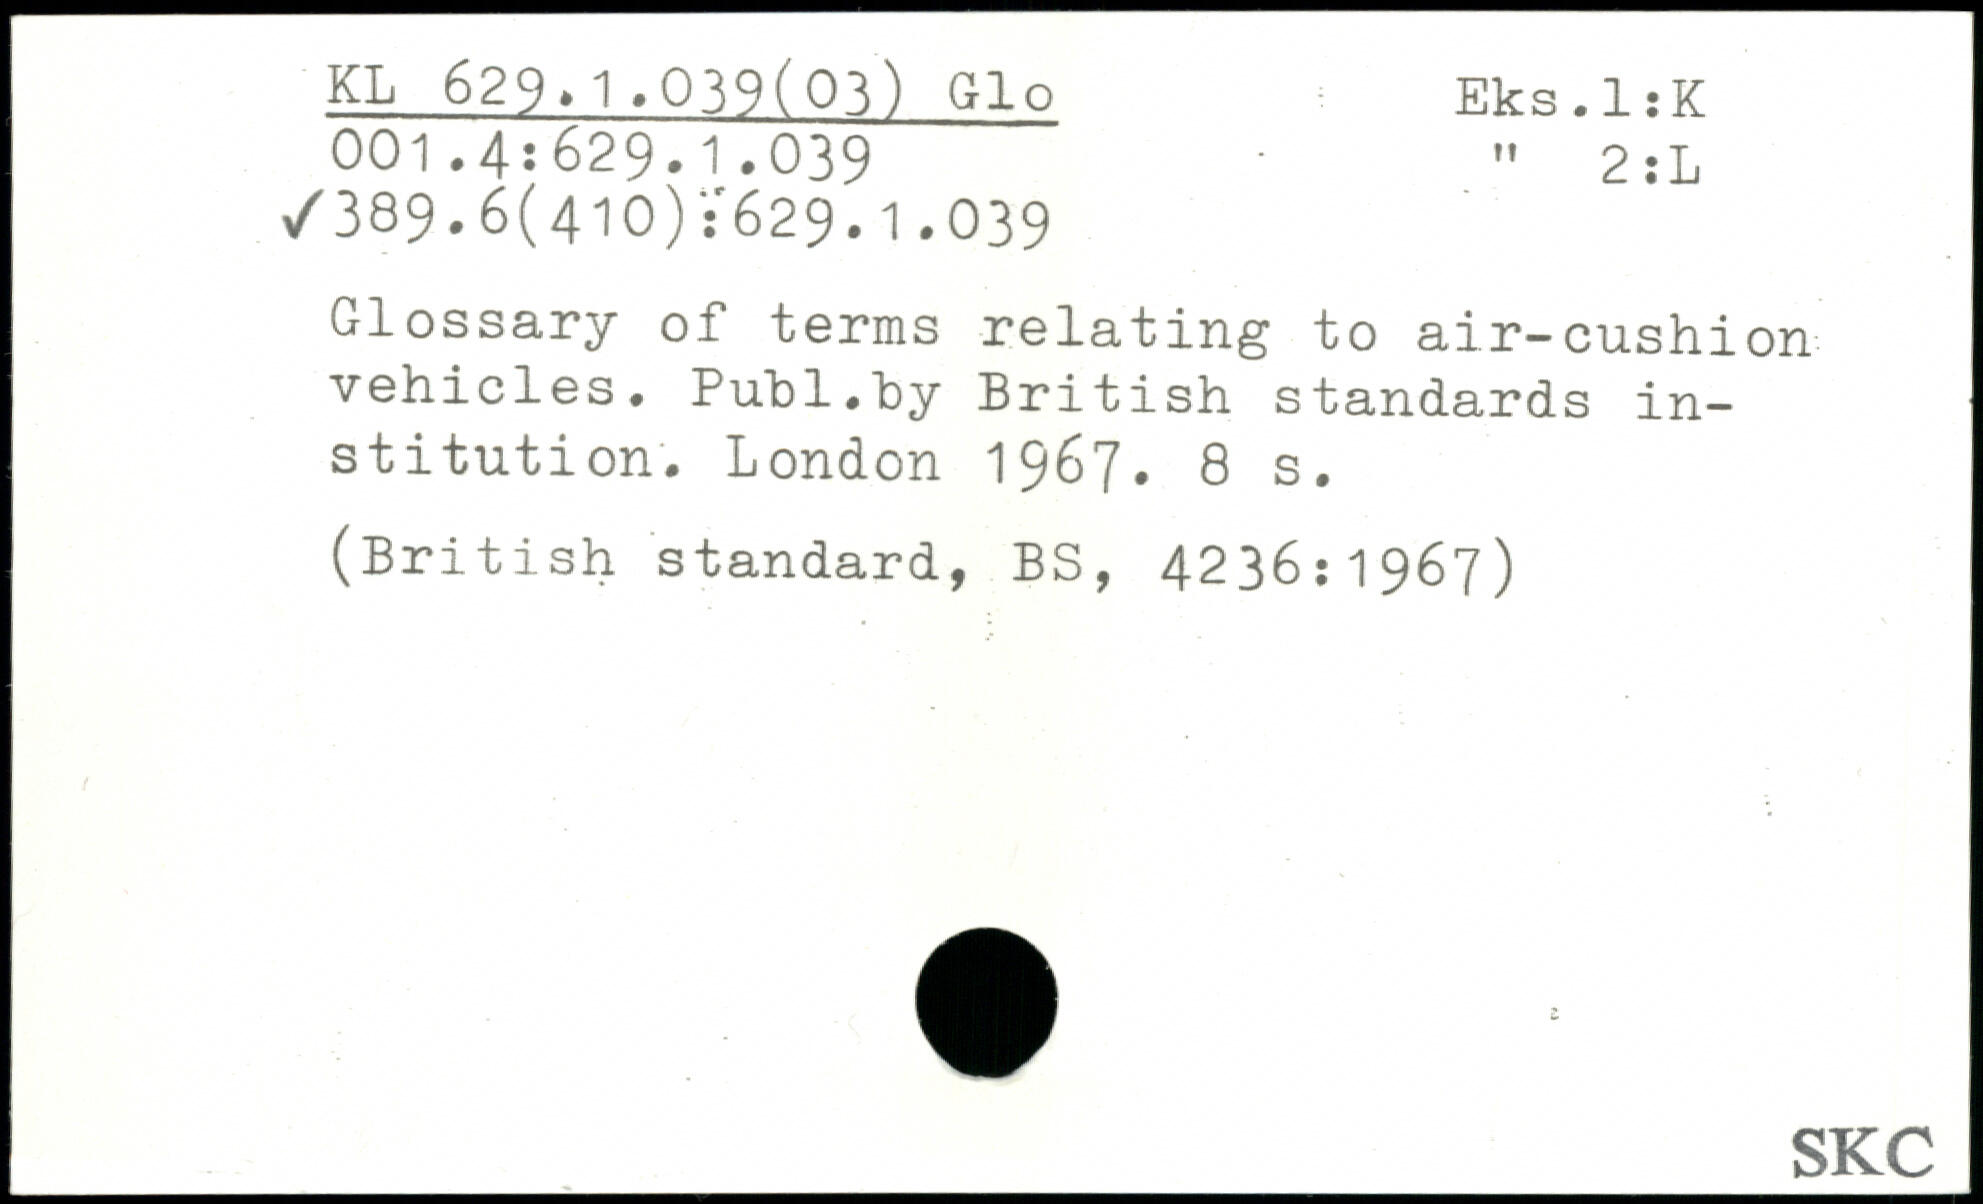 KL 629.1.039(03) Glo
Eks.1:K
001.4:629.1.039
" 2:L
✓389.6(410):629.1.039
Glossary of terms relating to air-cushion
vehicles. Publ.by British standards in-
stitution. London 1967. 8 s.
(British standard, BS, 4236:1967)
SKC